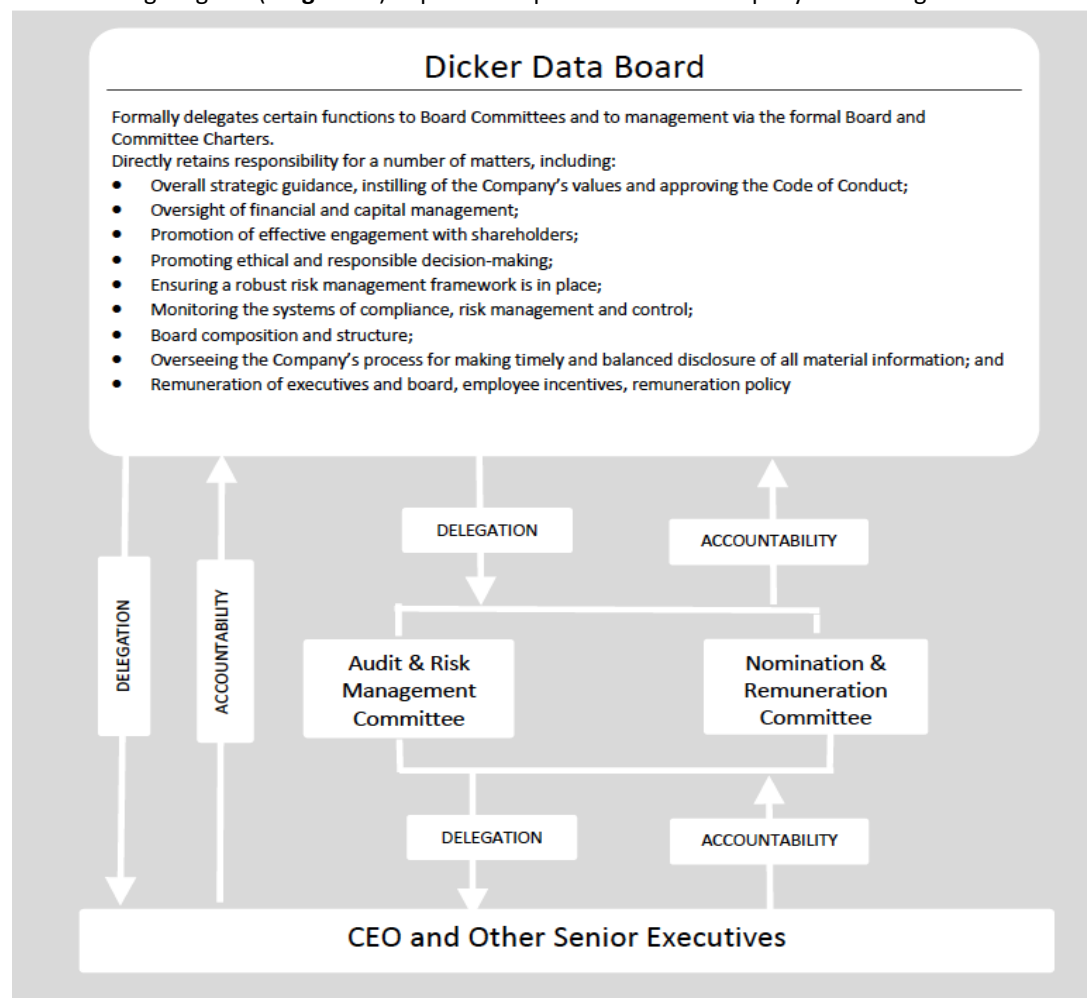 Dicker Data Board
Formally delegates certain functions to Board Committees and to management via the formal Board and
Committee Charters.
Directly retains responsibility for a number of matters, including:
• Overall strategic guidance, instilling of the Company's values and approving the Code of Conduct;
• Oversight of financial and capital management;
• Promotion of effective engagement with shareholders;
• Promoting ethical and responsible decision-making;
• Ensuring a robust risk management framework is in place;
• Monitoring the systems of compliance, risk management and control;
• Board composition and structure;
• Overseeing the Company's process for making timely and balanced disclosure of all material information; and
• Remuneration of executives and board, employee incentives, remuneration policy
DELEGATION
ACCOUNTABILITY
DELEGATION
ACCOUNTABILITY
Audit & Risk
Management
Committee
Nomination &
Remuneration
Committee
DELEGATION
ACCOUNTABILITY
CEO and Other Senior Executives